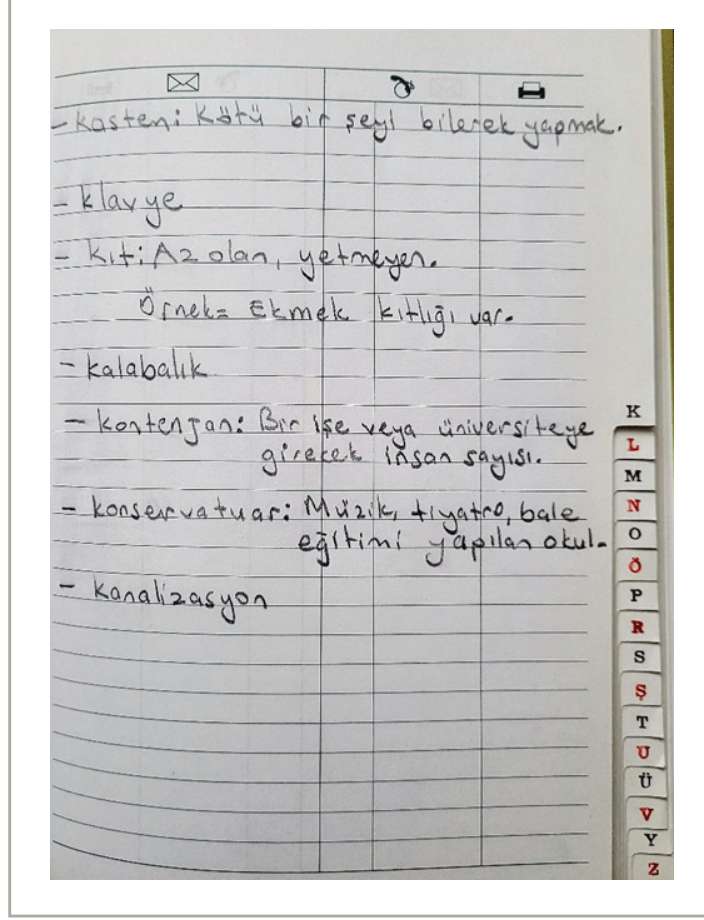 - kasten: Kötü bir şeyi bilerek yapmak.
- klavye
- kıt: Az olan, yetmeyen.
Örnek= Ekmek kıtlığı var.
- kalabalık
- kontenjan: Bir işe veya üniversiteye
girecek insan sayısı.
- konservatuar: Müzik, tiyatro, bale
eğitimi yapılan okul.
- kanalizasyon
K
L
M
N
O
Ö
P
R
S
Ş
T
U
Ü
V
Y
Z